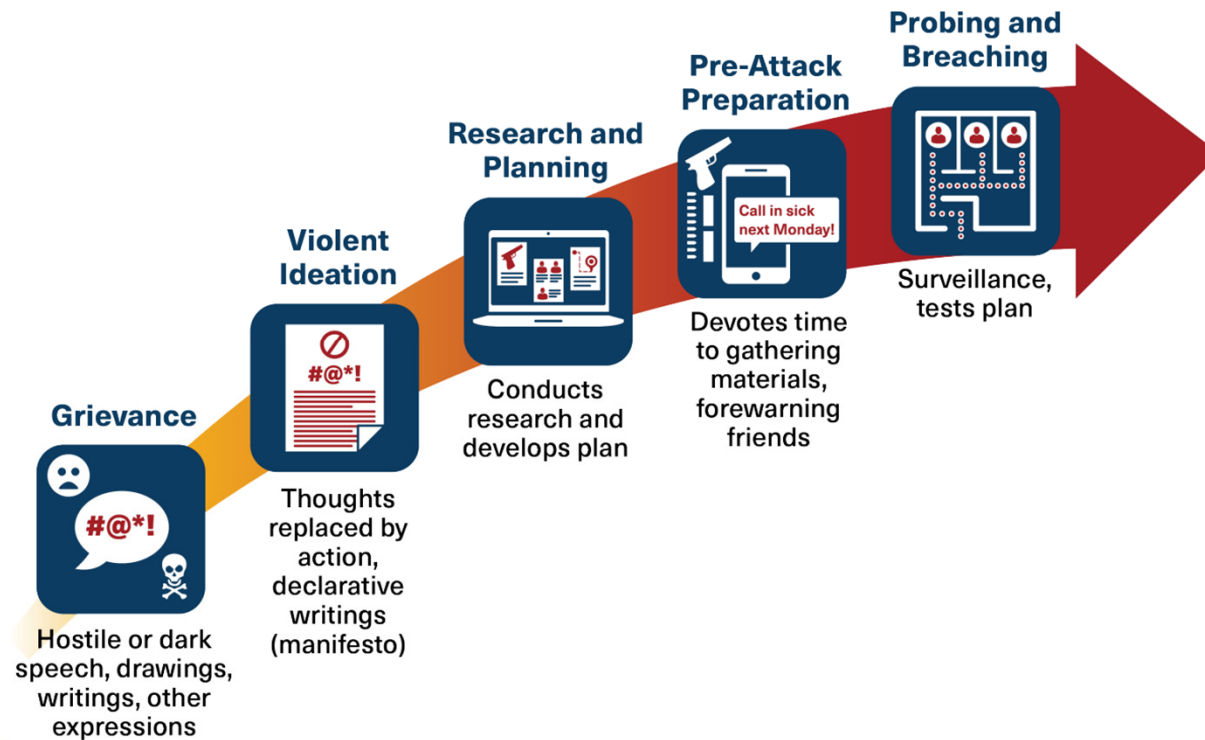 Grievance
#@*!
Hostile or dark
speech, drawings,
writings, other
expressions
Violent
Ideation
#@*!
Thoughts
replaced by
action,
declarative
writings
(manifesto)
Research and
Planning
Conducts
research and
develops plan
Pre-Attack
Preparation
Call in sick
next Monday!
Devotes time
to gathering
materials,
forewarning
friends
Probing and
Breaching
Surveillance,
tests plan